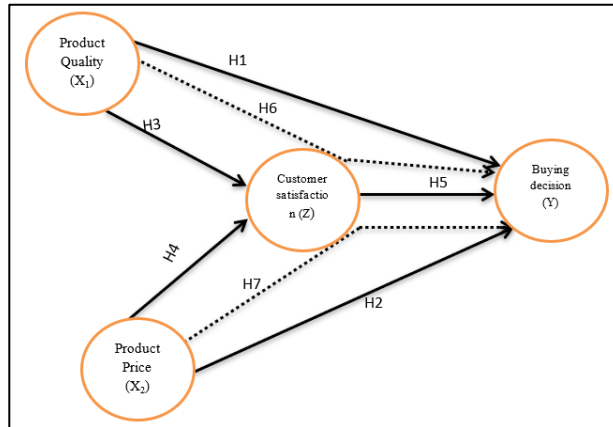 Product
Quality
(X₁)
H1
H6
H3
Customer
satisfactio
n (Z)
H5
Buying
decision
(Y)
H4
H7
H2
Product
Price
(X₂)